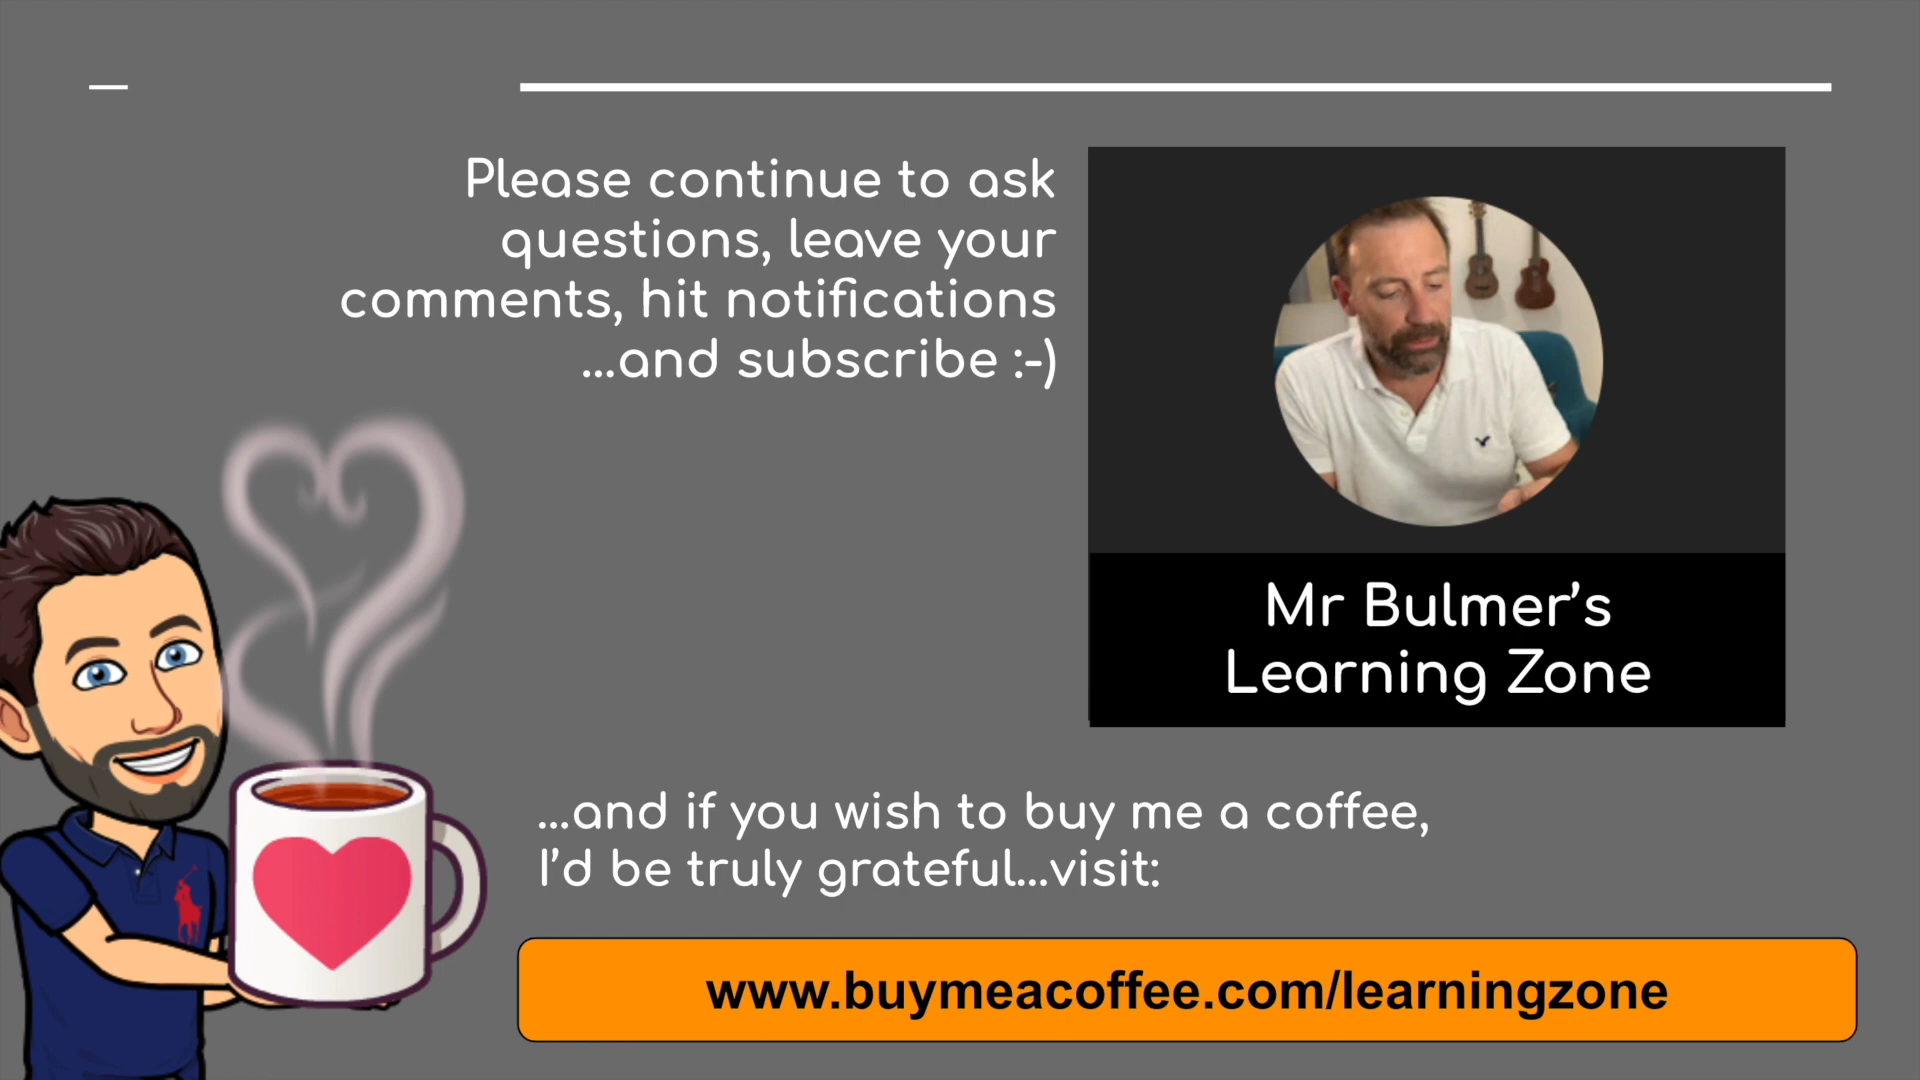 Please continue to ask
questions, leave your
comments, hit notifications
...and subscribe :-)
Mr Bulmer’s
Learning Zone
...and if you wish to buy me a coffee,
I’d be truly grateful...visit:
www.buymeacoffee.com/learningzone